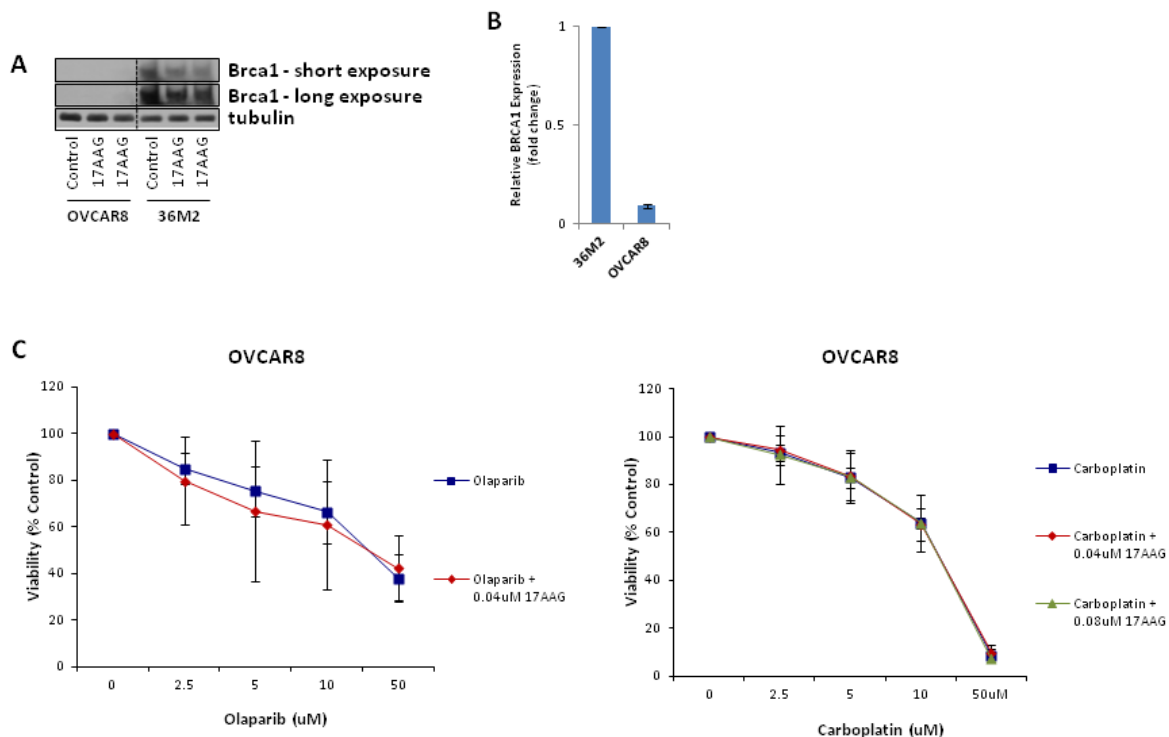 A
Brca1 - short exposure
Brca1 - long exposure
tubulin
Control
17AAG
17AAG
Control
17AAG
17AAG
OVCAR8
36M2
B
Relative BRCA1 Expression
(fold change)
1
0.5
0
36M2
OVCAR8
C
OVCAR8
Viability (% Control)
120
100
80
60
40
20
0
0 2.5 5 10 50
Olaparib (uM)
Olaparib
Olaparib +
0.04uM 17AAG
OVCAR8
Viability (% Control)
120
100
80
60
40
20
0
0 2.5 5 10 50uM
Carboplatin (uM)
Carboplatin
Carboplatin +
0.04uM 17AAG
Carboplatin +
0.08uM 17AAG